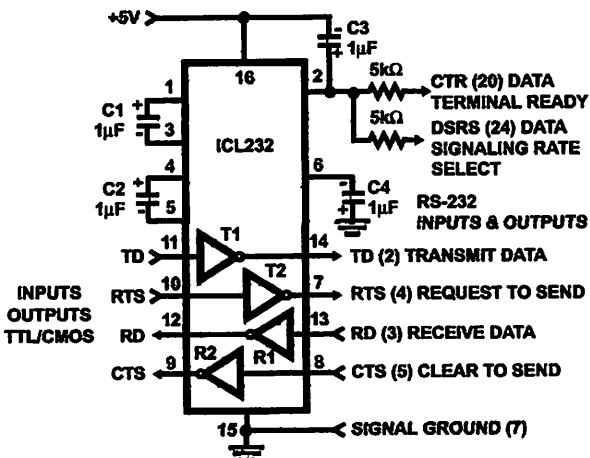 +5V
C3
1µF
-
+
16
1
2
5kΩ
CTR (20) DATA
TERMINAL READY
5kΩ
DSRS (24) DATA
SIGNALING RATE
SELECT
C1
1µF
+
-
3
ICL232
4
6
C2
1µF
+
-
5
-
+
C4
1µF
RS-232
INPUTS & OUTPUTS
TD
11
T1
14
TD (2) TRANSMIT DATA
RTS
10
T2
7
RTS (4) REQUEST TO SEND
INPUTS
OUTPUTS
TTL/CMOS
RD
12
R1
13
RD (3) RECEIVE DATA
CTS
9
R2
8
CTS (5) CLEAR TO SEND
15
SIGNAL GROUND (7)